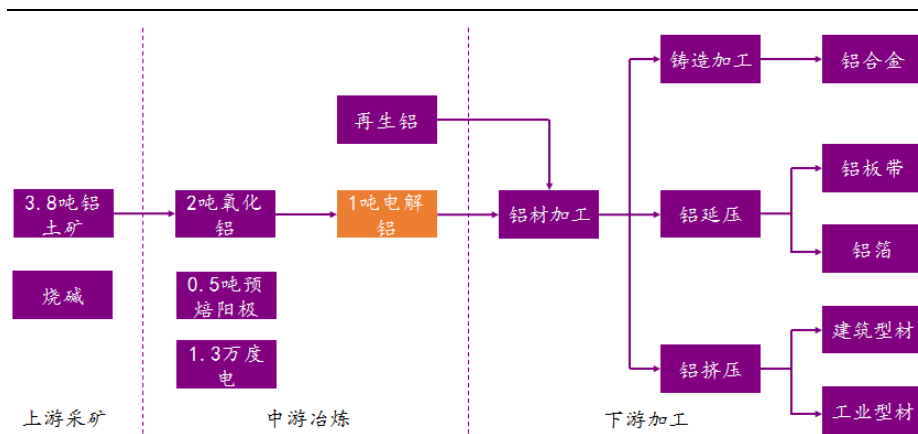 铸造加工
铝合金
再生铝
铝板带
3.8吨铝
土矿
2吨氧化
铝
1吨电解
铝
铝材加工
铝延压
铝箔
烧碱
0.5吨预
焙阳极
建筑型材
1.3万度
电
铝挤压
工业型材
上游采矿
中游冶炼
下游加工